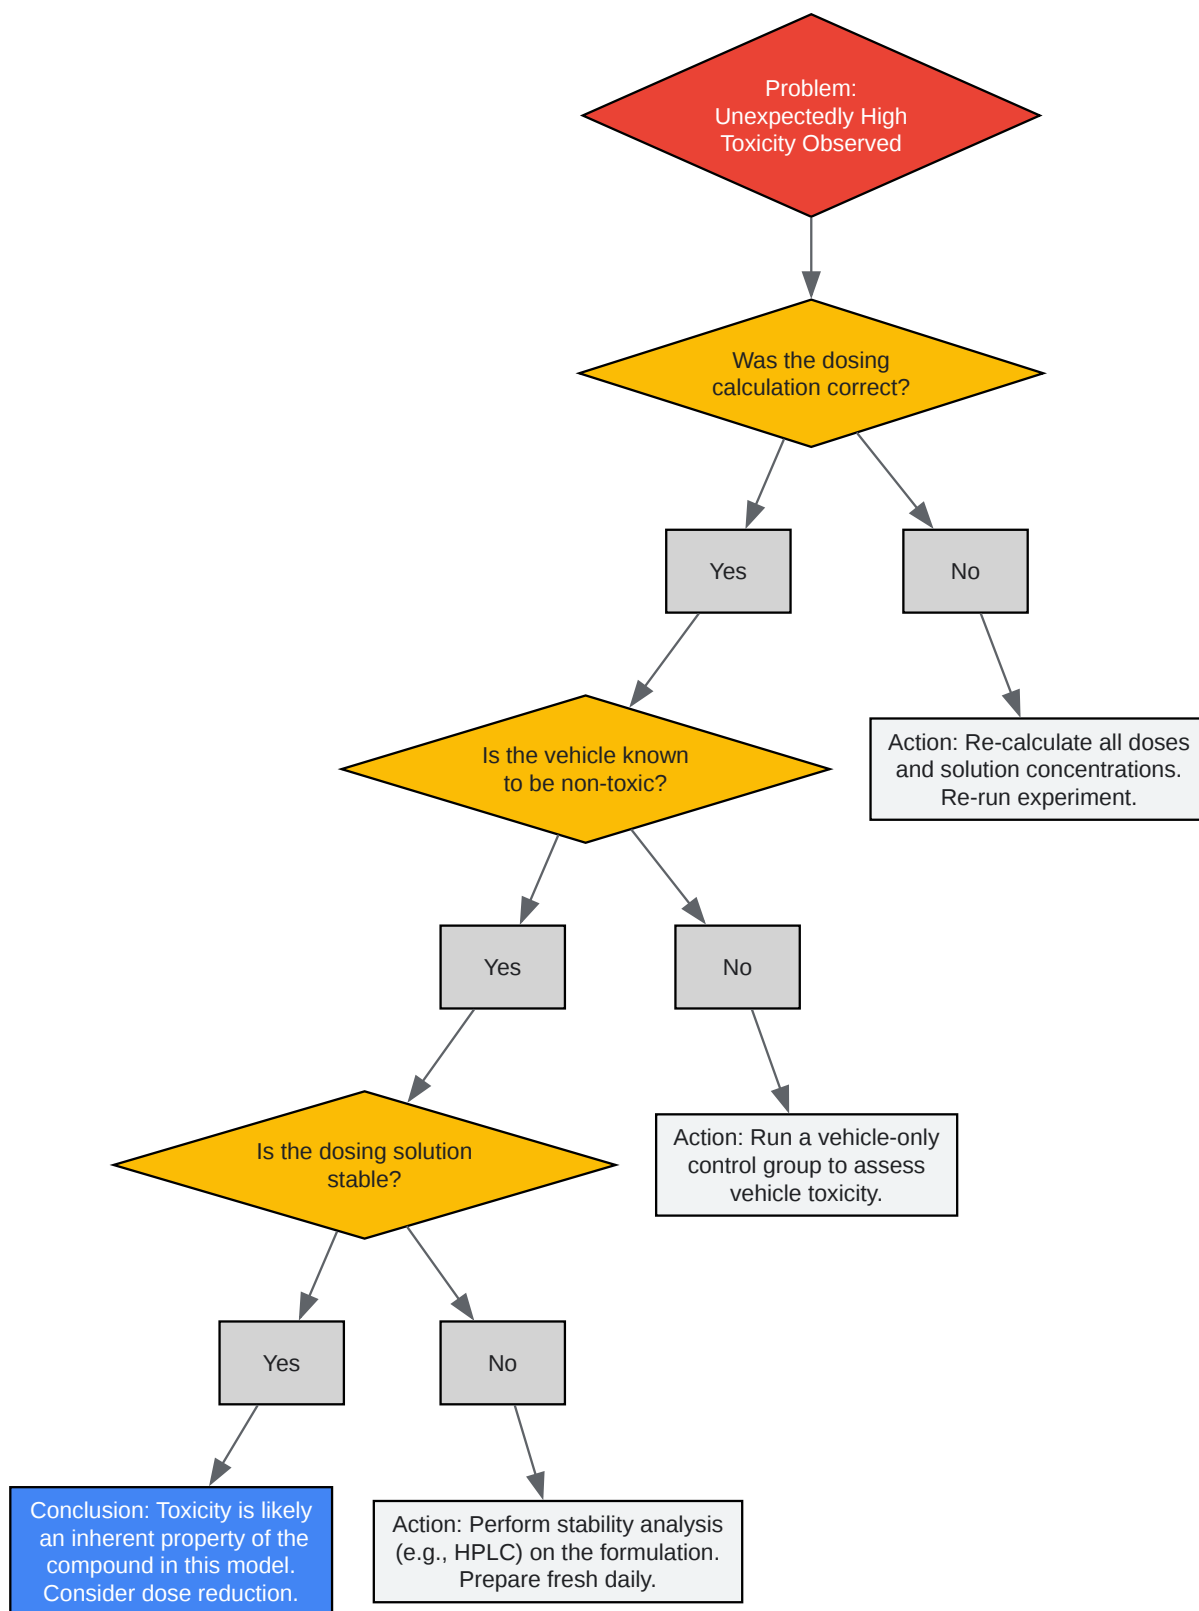 Problem:
Unexpectedly High
Toxicity Observed
Was the dosing
calculation correct?
Yes
No
Is the vehicle known
to be non-toxic?
Action: Re-calculate all doses
and solution concentrations.
Re-run experiment.
Yes
No
Is the dosing solution
stable?
Action: Run a vehicle-only
control group to assess
vehicle toxicity.
Yes
No
Conclusion: Toxicity is likely
an inherent property of the
compound in this model.
Consider dose reduction.
Action: Perform stability analysis
(e.g., HPLC) on the formulation.
Prepare fresh daily.